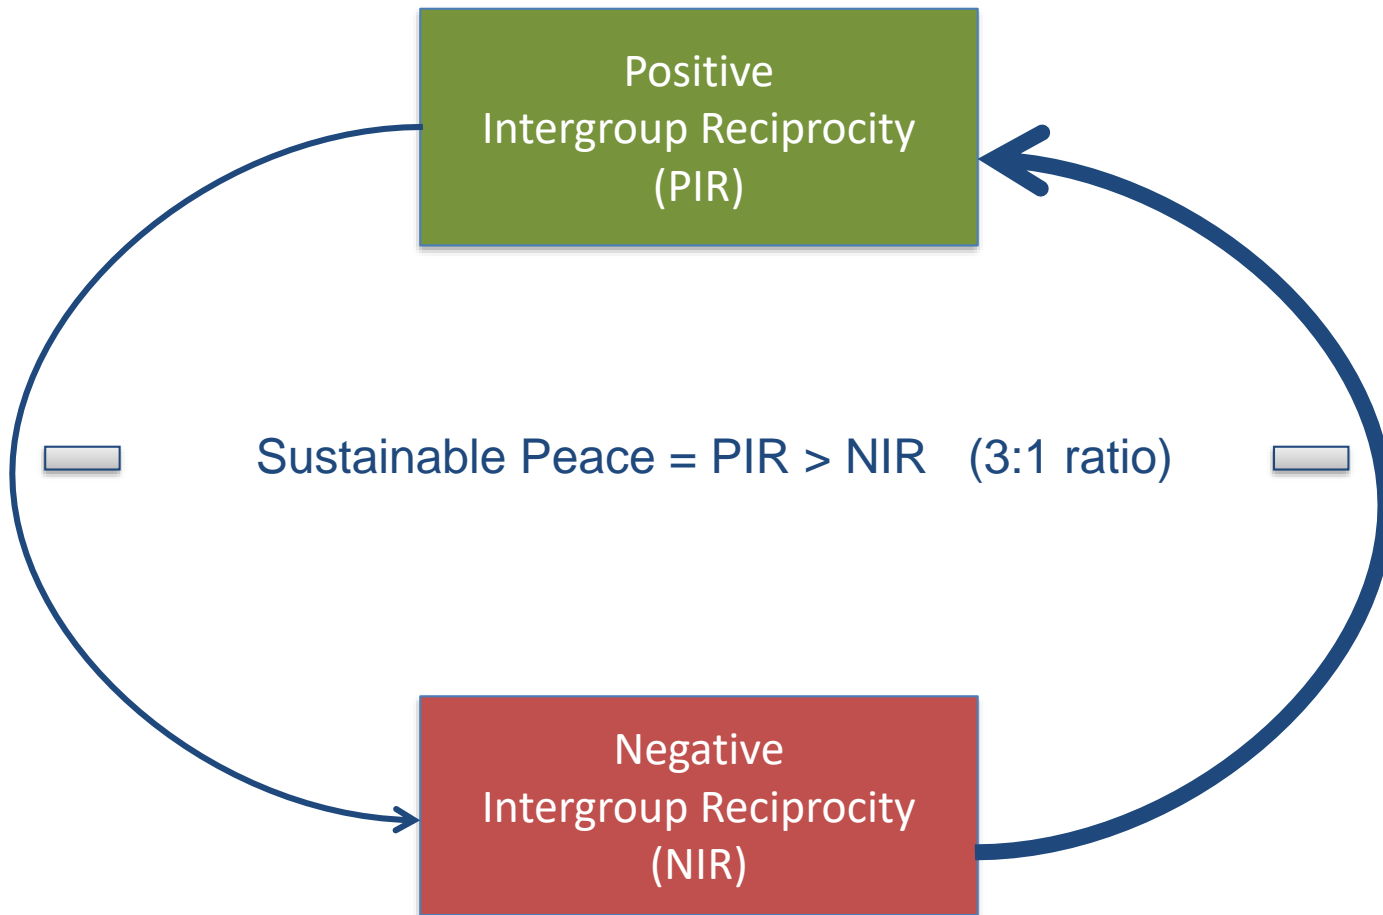 Positive
Intergroup Reciprocity
(PIR)
Sustainable Peace = PIR > NIR (3:1 ratio)
Negative
Intergroup Reciprocity
(NIR)